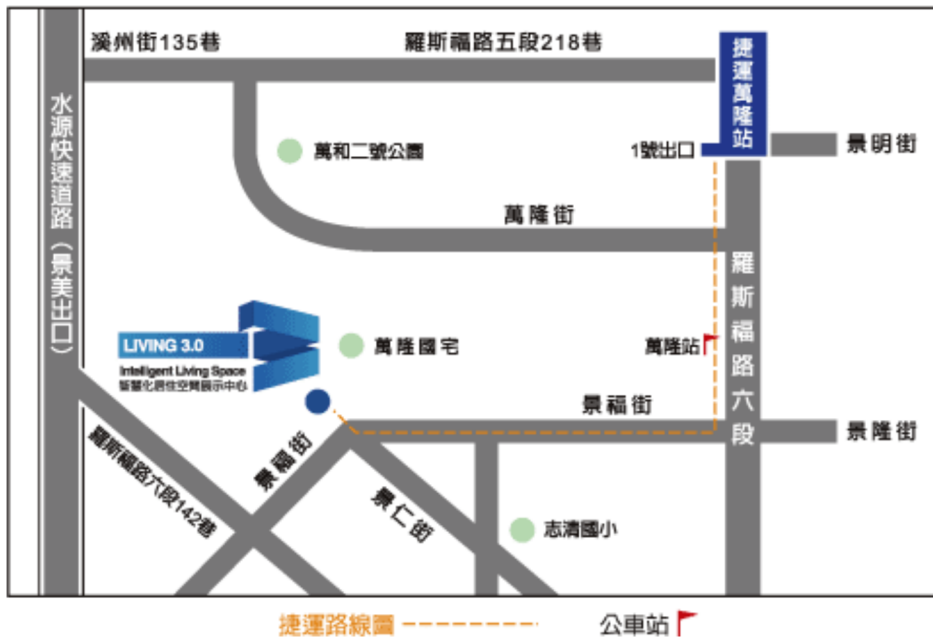 溪州街135巷
羅斯福路五段218巷
捷運萬隆站
水源快速道路（景美出口）
萬和二號公園
1號出口
景明街
萬隆街
羅斯福路六段
LIVING 3.0
Intelligent Living Space
智慧化居住空間展示中心
萬隆國宅
萬隆站
景福街
景隆街
景福街
羅斯福路六段142巷
景仁街
志清國小
捷運路線圖
公車站